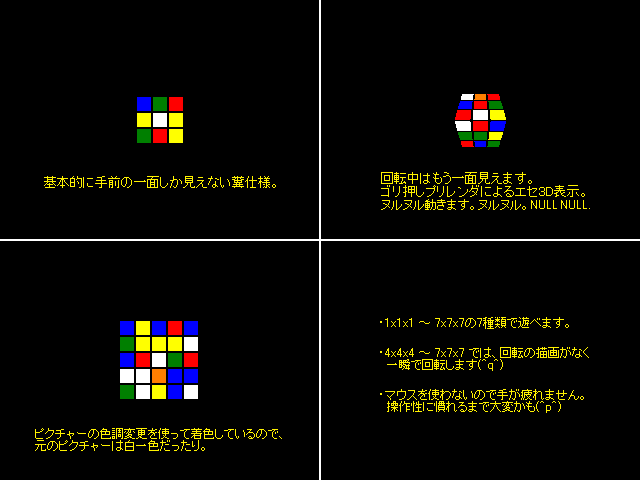 基本的に手前の一面しか見えない糞仕様。
回転中はもう一面見えます。
ゴリ押しプリレンダによるエセ3D表示。
ヌルヌル動きます。ヌルヌル。NULL NULL.
ピクチャーの色調変更を使って着色しているので、
元のピクチャーは白一色だったり。
・1x1x1 ～ 7x7x7の7種類で遊べます。
・4x4x4 ～ 7x7x7 では、回転の描画がなく
一瞬で回転します(^q^)
・マウスを使わないので手が疲れません。
操作性に慣れるまで大変かも(^p^)